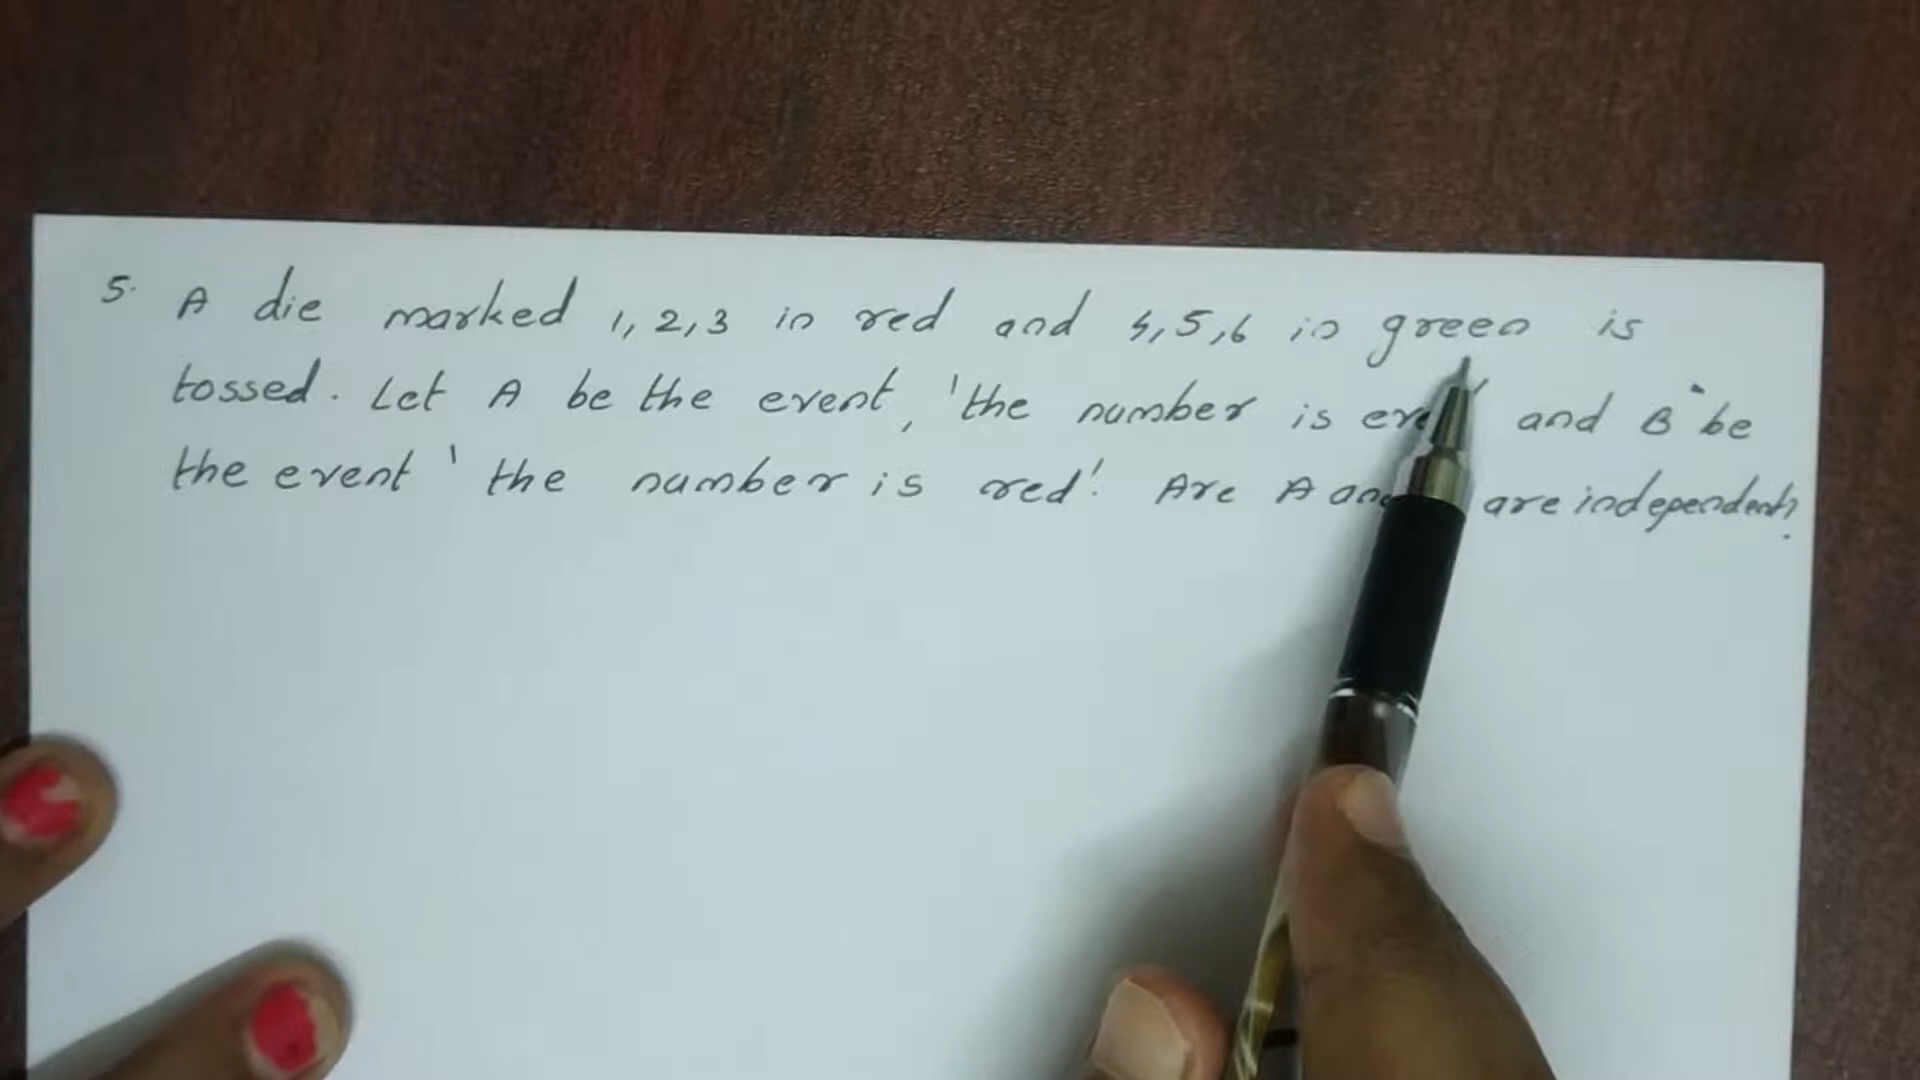 5. A die marked 1, 2, 3 in red and 4, 5, 6 in green is
tossed. Let A be the event, 'the number is and B be
the event 'the number is red'. Are A are independent?